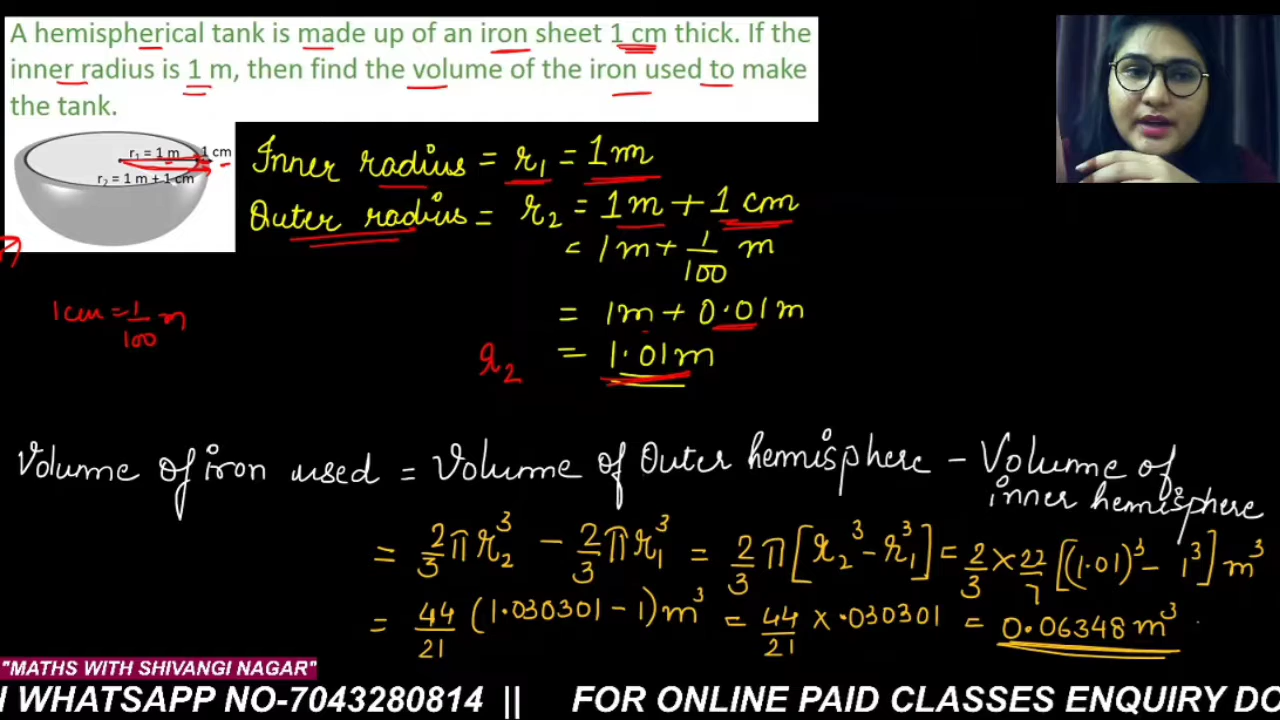 A hemispherical tank is made up of an iron sheet 1 cm thick. If the
inner radius is 1 m, then find the volume of the iron used to make
the tank.
r₁ = 1 m 1 cm
r₂ = 1 m + 1 cm
Inner radius = r₁ = 1m
Outer radius = r₂ = 1m + 1 cm
= 1m + 1/100 m
1cm = 1/100 m
= 1m + 0.01m
r₂ = 1.01m
Volume of iron used = Volume of Outer hemisphere - Volume of
inner hemisphere
= 2/3 πr₂³ - 2/3 πr₁³ = 2/3 π[r₂³ - r₁³] = 2/3 × 22/7 [(1.01)³ - 1³] m³
= 44/21 (1.030301 - 1)m³ = 44/21 × .030301 = 0.06348 m³
"MATHS WITH SHIVANGI NAGAR"
N WHATSAPP NO-7043280814 || FOR ONLINE PAID CLASSES ENQUIRY DO